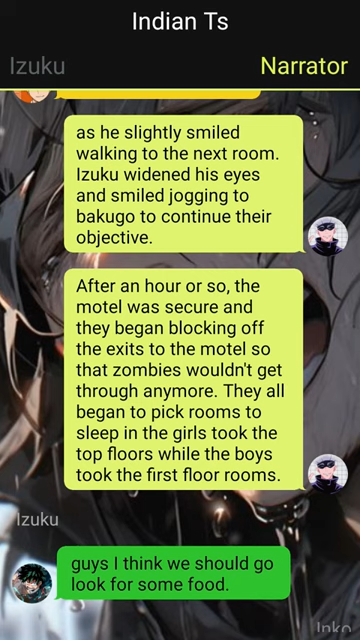 Indian Ts
Izuku
Narrator
as he slightly smiled
walking to the next room.
Izuku widened his eyes
and smiled jogging to
bakugo to continue their
objective.
After an hour or so, the
motel was secure and
they began blocking off
the exits to the motel so
that zombies wouldn't get
through anymore. They all
began to pick rooms to
sleep in the girls took the
top floors while the boys
took the first floor rooms.
Izuku
guys I think we should go
look for some food.
Inko